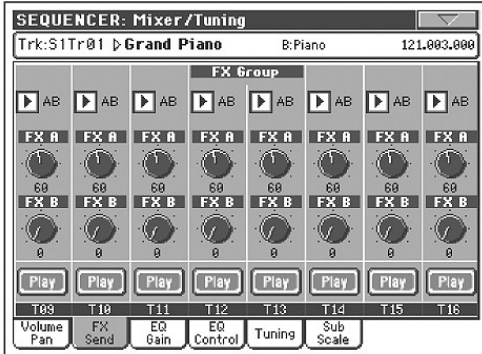 SEQUENCER: Mixer/Tuning
Trk:S1Tr01 Grand Piano B:Piano 121.003.000
FX Group
AB AB AB AB AB AB AB AB
FX A FX A FX A FX A FX A FX A FX A FX A
60 60 60 60 60 60 60 60
FX B FX B FX B FX B FX B FX B FX B FX B
0 0 0 0 0 0 0 0
Play Play Play Play Play Play Play Play
T09 T10 T11 T12 T13 T14 T15 T16
Volume Pan FX Send EQ Gain EQ Control Tuning Sub Scale